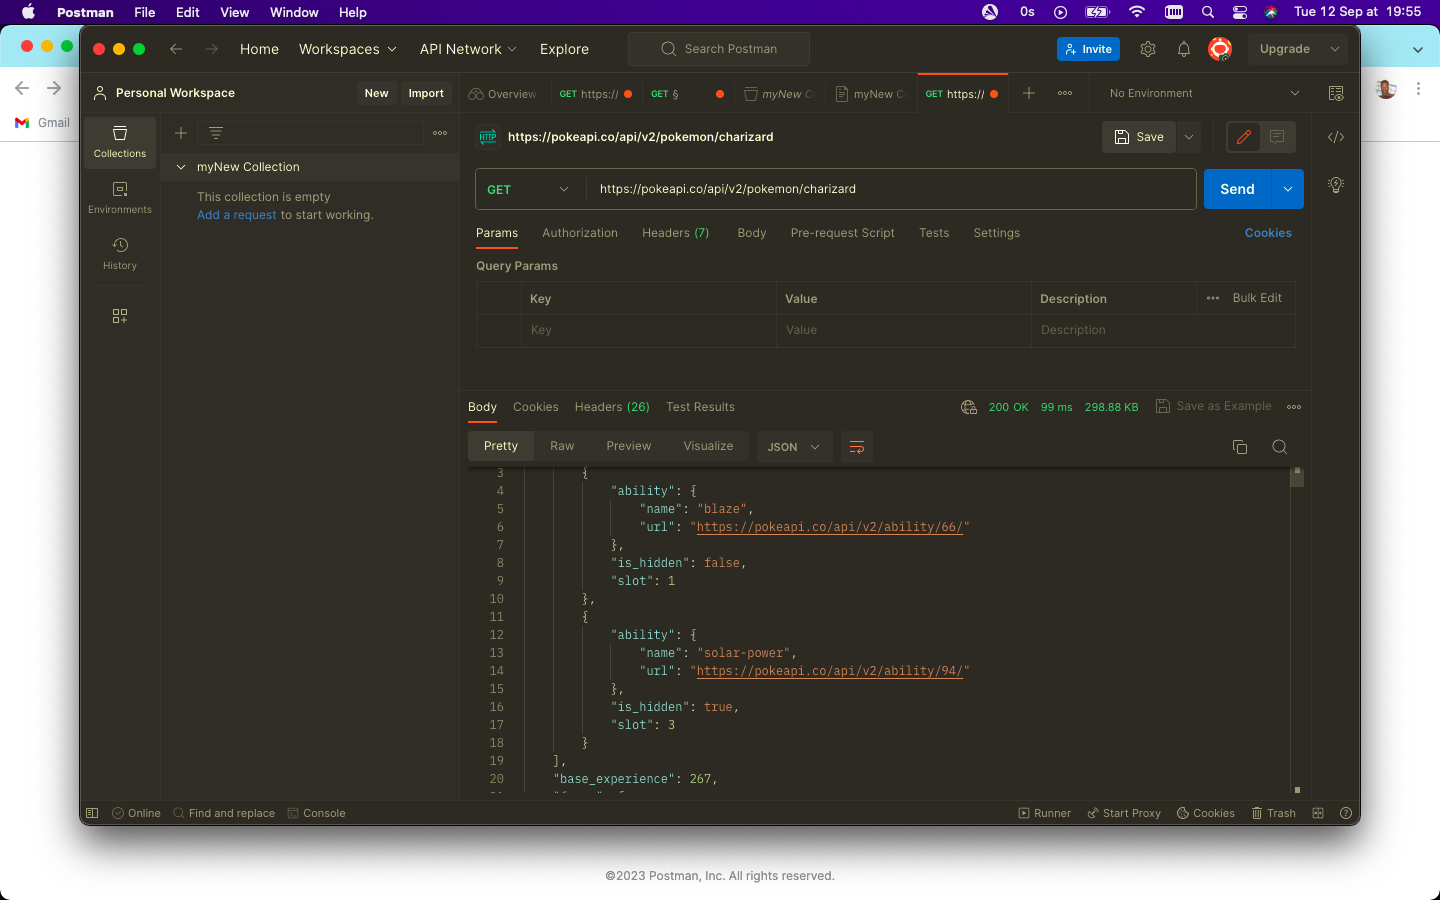 Postman File Edit View Window Help 0s Tue 12 Sep at 19:55
Home Workspaces API Network Explore Search Postman Invite Upgrade
Personal Workspace New Import Overview GET https:/ GET § myNew C myNew C GET https:/ No Environment
Gmail
https://pokeapi.co/api/v2/pokemon/charizard Save
HTTP
Collections
myNew Collection
This collection is empty
Add a request to start working.
Environments
History
GET https://pokeapi.co/api/v2/pokemon/charizard Send
Params Authorization Headers (7) Body Pre-request Script Tests Settings Cookies
Query Params
Key Value Description Bulk Edit
Key Value Description
Body Cookies Headers (26) Test Results 200 OK 99 ms 298.88 KB Save as Example
Pretty Raw Preview Visualize JSON
3 {
4 "ability": {
5 "name": "blaze",
6 "url": "https://pokeapi.co/api/v2/ability/66/"
7 },
8 "is_hidden": false,
9 "slot": 1
10 },
11 {
12 "ability": {
13 "name": "solar-power",
14 "url": "https://pokeapi.co/api/v2/ability/94/"
15 },
16 "is_hidden": true,
17 "slot": 3
18 }
19 ],
20 "base_experience": 267,
Online Find and replace Console Runner Start Proxy Cookies Trash
©2023 Postman, Inc. All rights reserved.